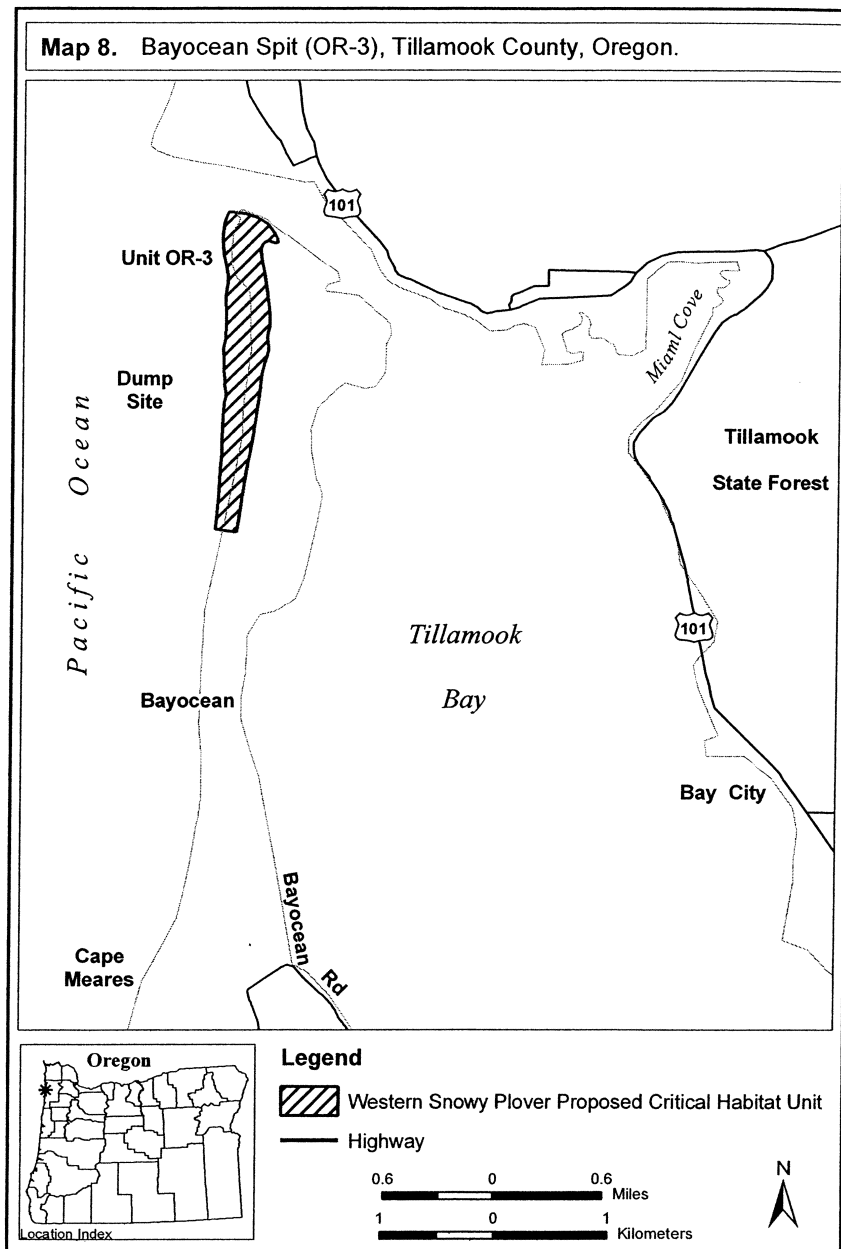 Map 8. Bayocean Spit (OR-3), Tillamook County, Oregon.
101
Unit OR-3
Miami Cove
Dump
Site
Pacific Ocean
Tillamook
State Forest
101
Tillamook
Bay
Bayocean
Bay City
Bayocean Rd
Cape
Meares
Oregon
Location Index
Legend
Western Snowy Plover Proposed Critical Habitat Unit
Highway
0.6 0 0.6
Miles
1 0 1
Kilometers
N